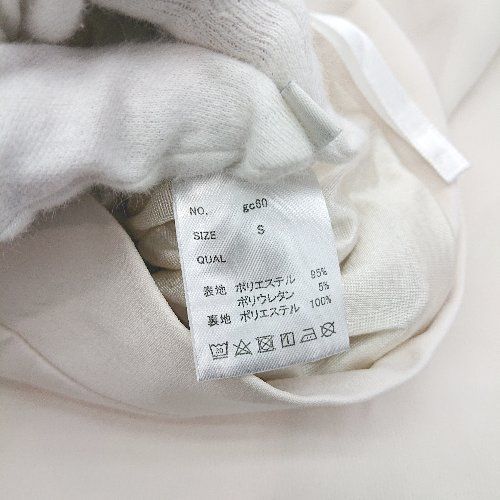 NO. gc80
SIZE S
QUAL
表地 ポリエステル 95%
ポリウレタン 5%
裏地 ポリエステル 100%